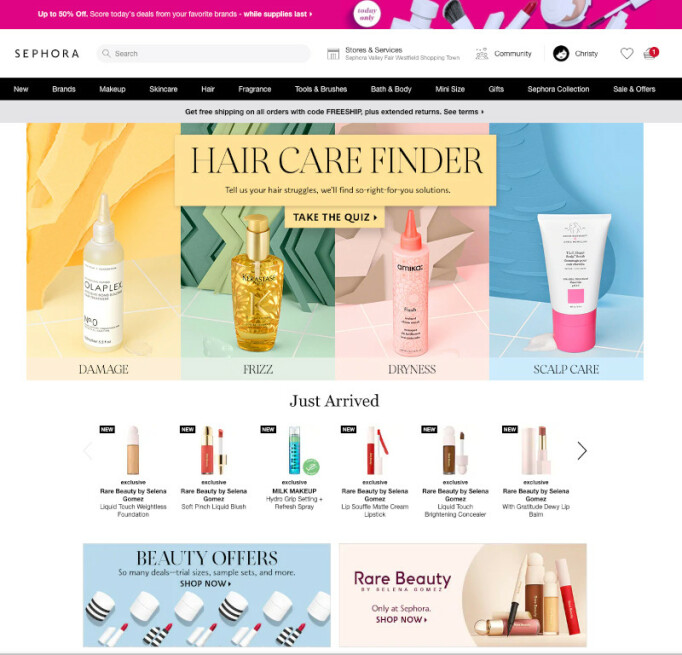 Up to 50% Off. Score today's deals from your favorite brands - while supplies last ▸
today only
SEPHORA
Search
Stores & Services
Sephora Valley Fair Westfield Shopping Town
Community
Christy
1
New Brands Makeup Skincare Hair Fragrance Tools & Brushes Bath & Body Mini Size Gifts Sephora Collection Sale & Offers
Get free shipping on all orders with code FREESHIP, plus extended returns. See terms ▸
HAIR CARE FINDER
Tell us your hair struggles, we'll find so-right-for-you solutions.
TAKE THE QUIZ ▸
OLAPLEX
Nº0
KÉRASTASE
amika:
DAMAGE
FRIZZ
DRYNESS
SCALP CARE
Just Arrived
NEW
NEW
NEW
NEW
NEW
NEW
exclusive
Rare Beauty by Selena
Gomez
Liquid Touch Weightless
Foundation
exclusive
Rare Beauty by Selena
Gomez
Soft Pinch Liquid Blush
exclusive
MILK MAKEUP
Hydro Grip Setting +
Refresh Spray
exclusive
Rare Beauty by Selena
Gomez
Lip Souffle Matte Cream
Lipstick
exclusive
Rare Beauty by Selena
Gomez
Liquid Touch
Brightening Concealer
exclusive
Rare Beauty by Selena
Gomez
With Gratitude Dewy Lip
Balm
BEAUTY OFFERS
So many deals—trial sizes, sample sets, and more.
SHOP NOW ▸
Rare Beauty
BY SELENA GOMEZ
Only at Sephora.
SHOP NOW ▸